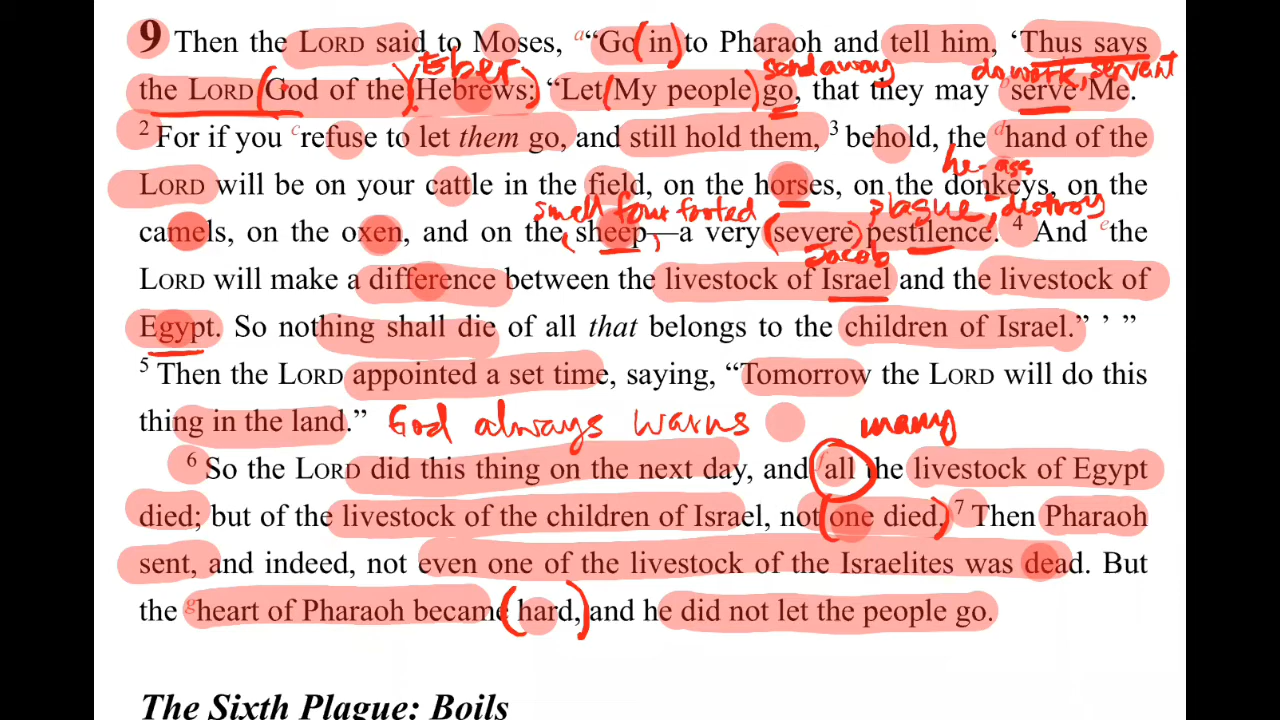 9 Then the LORD said to Moses, a“Go in to Pharaoh and tell him, ‘Thus says
Eber send away do work, servant
the LORD God of the Hebrews: “Let My people go, that they may serve Me.
2 For if you c refuse to let them go, and still hold them, 3 behold, the d hand of the
he-ass
LORD will be on your cattle in the field, on the horses, on the donkeys, on the
small four footed plague, destroy
camels, on the oxen, and on the sheep—a very severe pestilence. 4 And e the
Jacob
LORD will make a difference between the livestock of Israel and the livestock of
Egypt. So nothing shall die of all that belongs to the children of Israel.” ’ ”
5 Then the LORD appointed a set time, saying, “Tomorrow the LORD will do this
thing in the land.” God always warns many
6 So the LORD did this thing on the next day, and all the livestock of Egypt
died; but of the livestock of the children of Israel, not one died. 7 Then Pharaoh
sent, and indeed, not even one of the livestock of the Israelites was dead. But
the g heart of Pharaoh became hard, and he did not let the people go.
The Sixth Plague: Boils